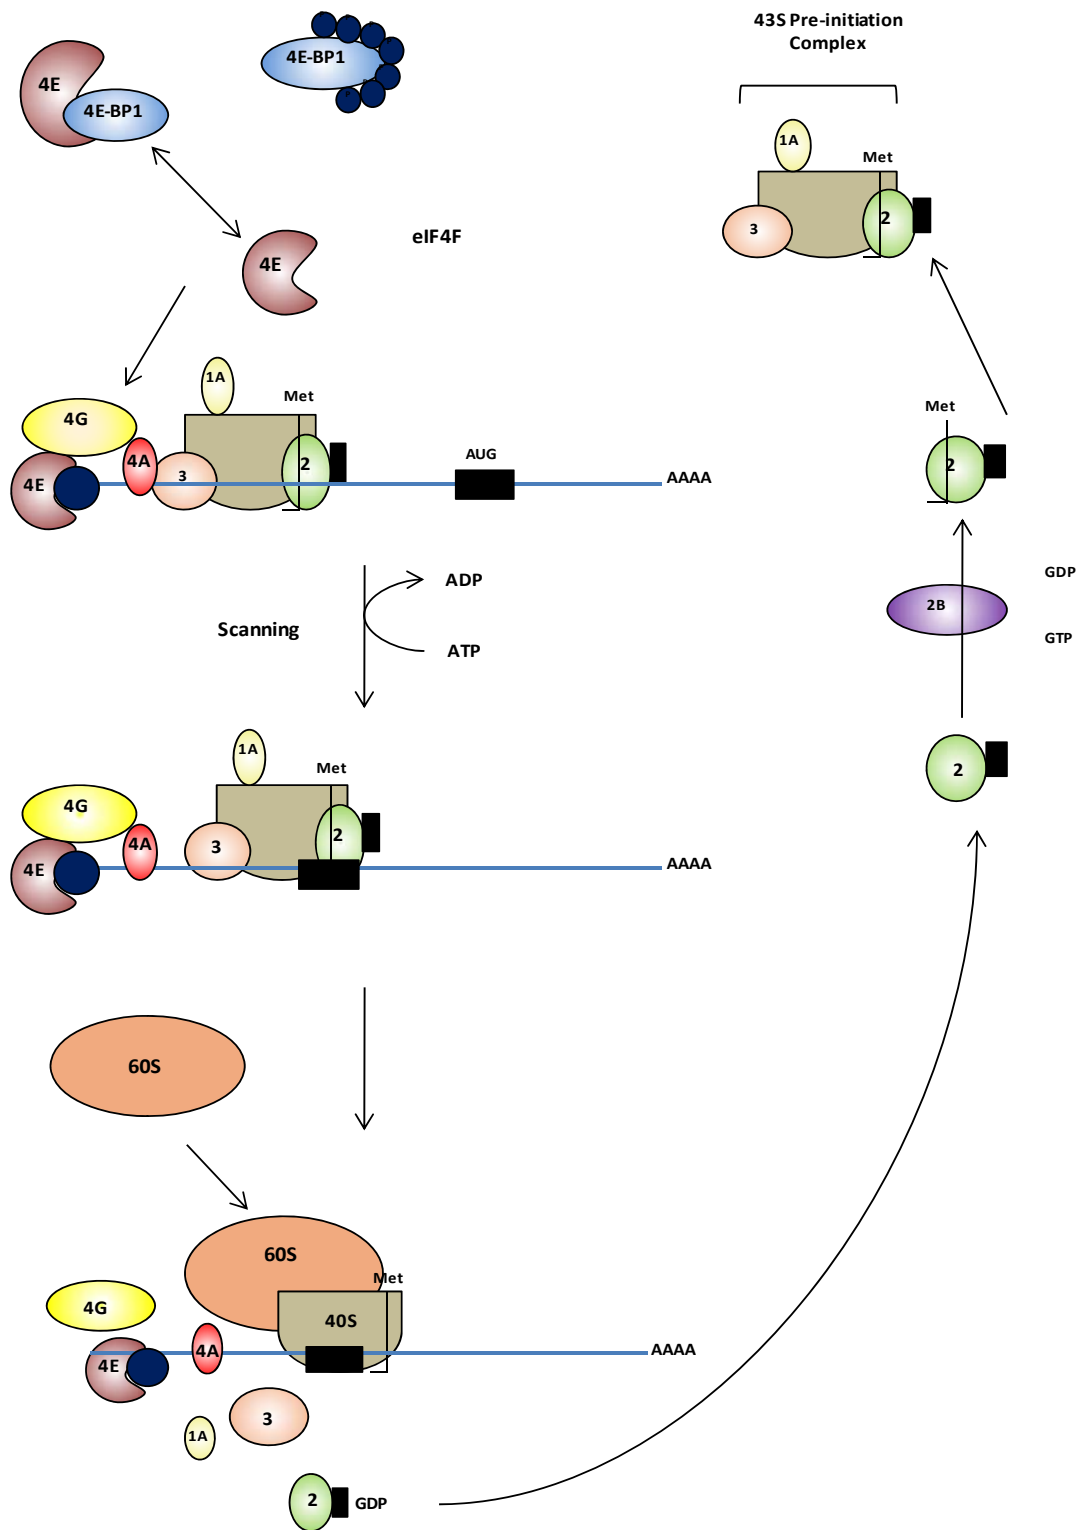 43S Pre-initiation
Complex
4E
4E-BP1
4E-BP1
P
P
P
P
4E
eIF4F
1A
Met
3
2
4G
4E
4A
3
1A
Met
2
AUG
AAAA
Met
2
Scanning
ADP
ATP
2B
GDP
GTP
2
4G
4E
4A
3
1A
Met
2
AAAA
60S
60S
Met
40S
4G
4E
4A
AAAA
3
1A
2
GDP